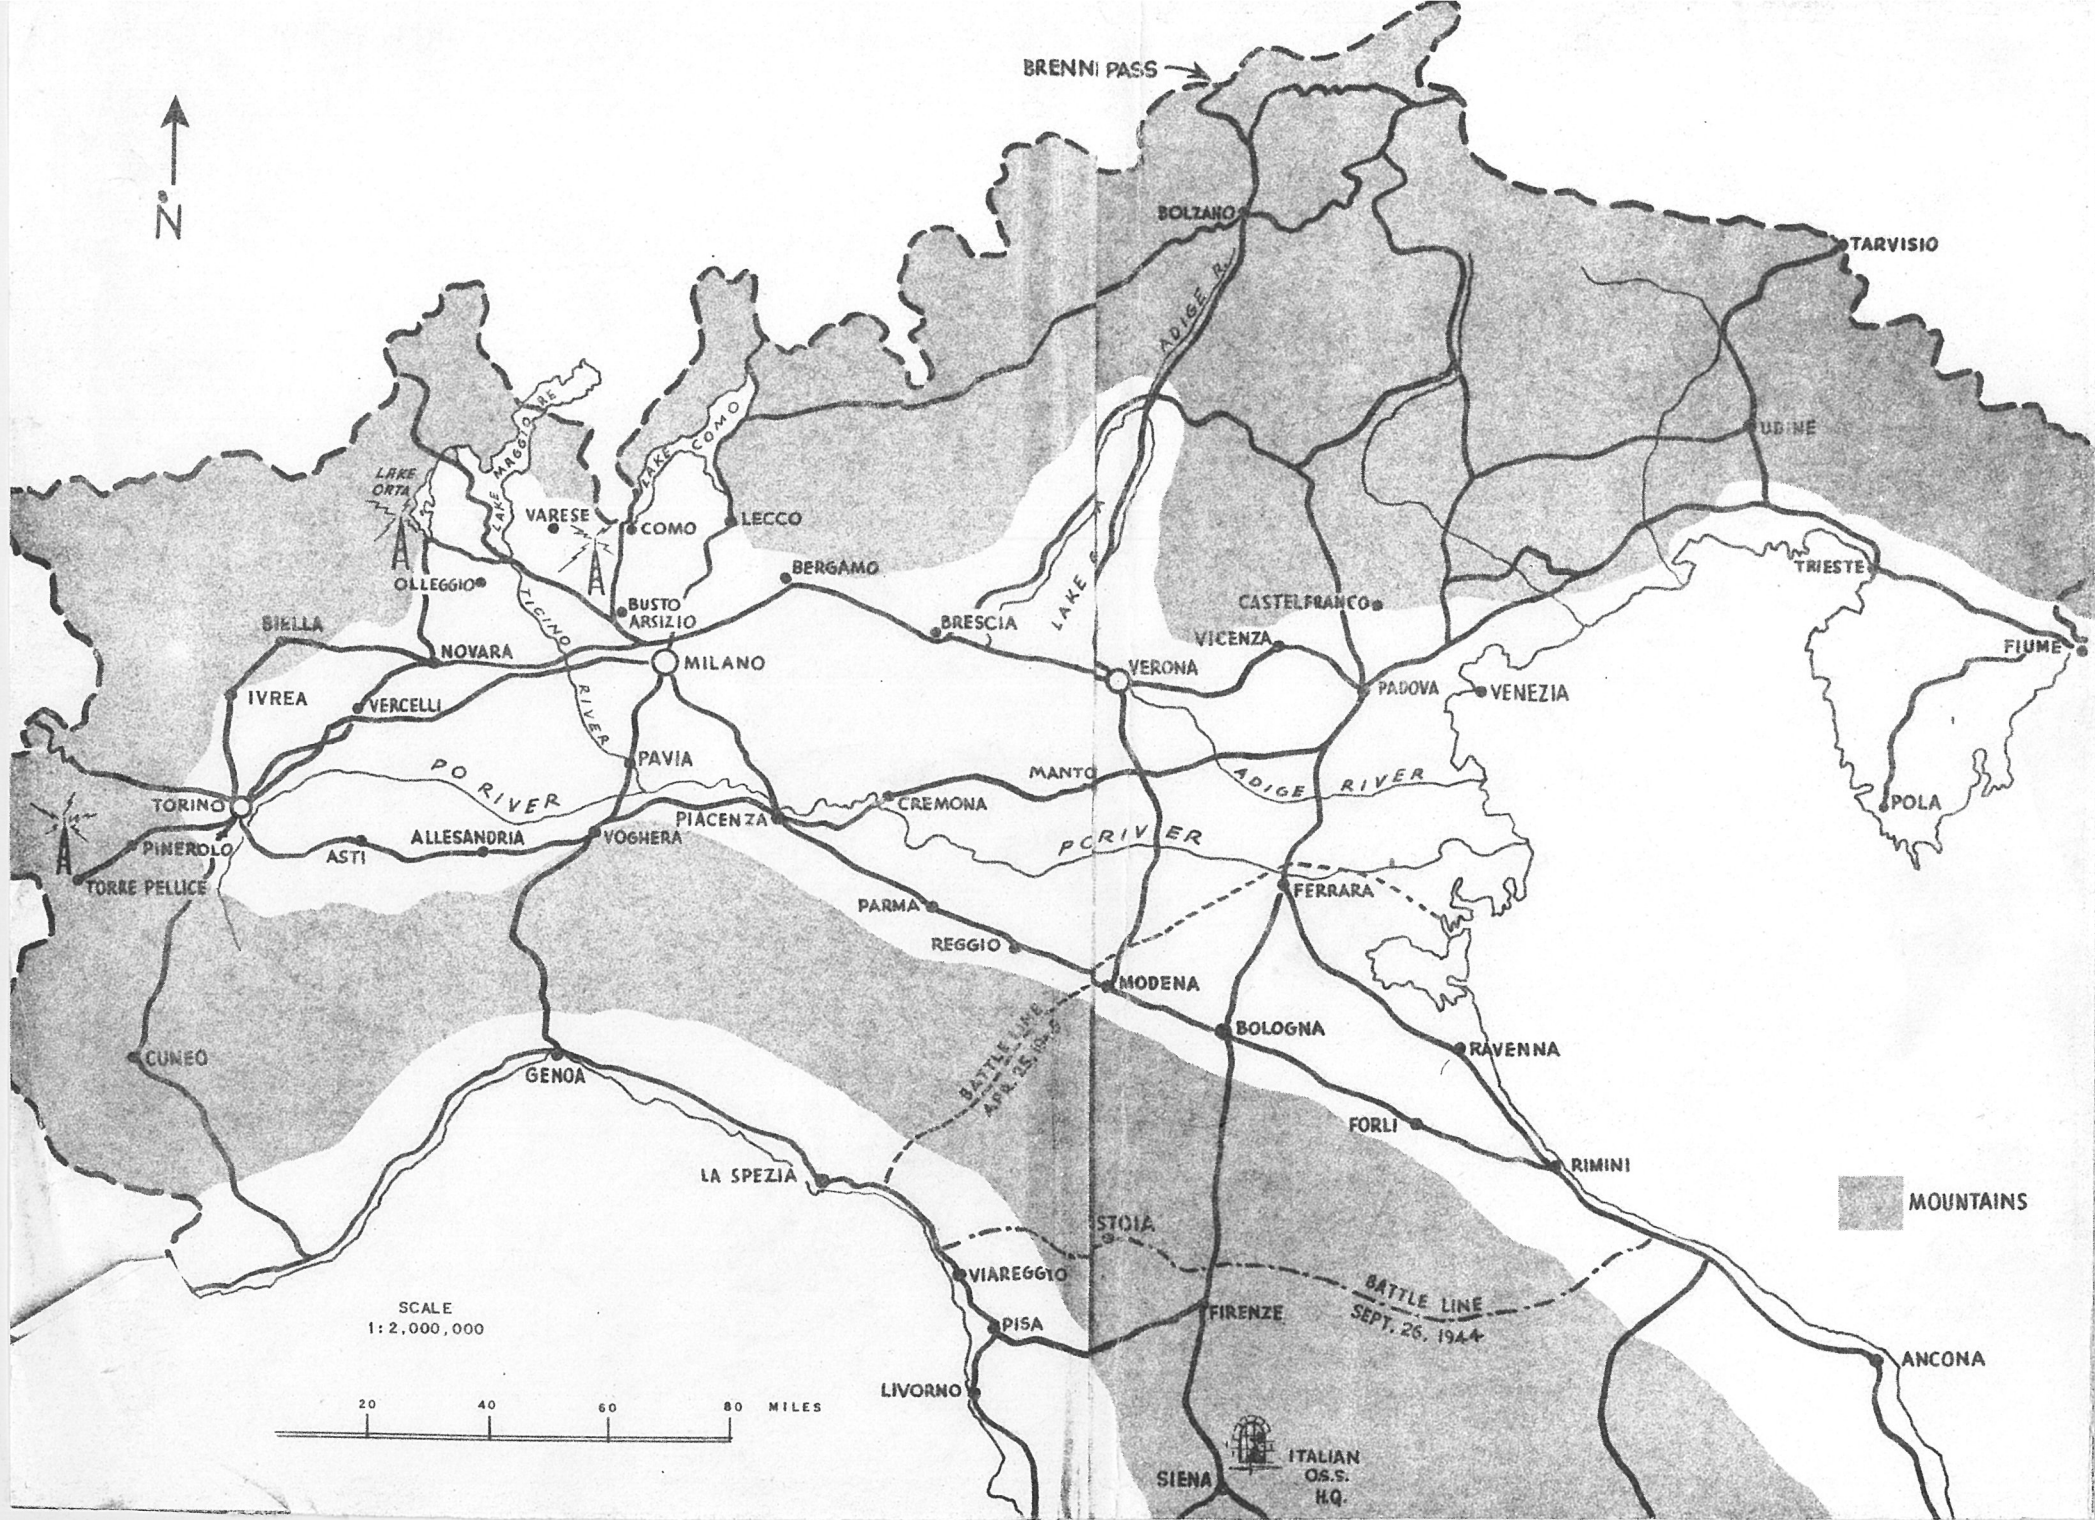 BRENNI PASS
N
BOLZANO
TARVISIO
ADIGE R.
LAKE MAGGIORE
LAKE COMO
LAKE
ORTA
UDINE
VARESE
COMO
LECCO
LAKE
BERGAMO
TRIESTE
OLLEGGIO
TICINO RIVER
BUSTO
ARSIZIO
CASTELFRANCO
BIELLA
BRESCIA
VICENZA
NOVARA
MILANO
VERONA
FIUME
IVREA
VERCELLI
PADOVA
VENEZIA
PAVIA
PO RIVER
MANTO
ADIGE RIVER
TORINO
CREMONA
POLA
PIACENZA
PINEROLO
ASTI
ALLESANDRIA
VOGHERA
RIVER
TORRE PELLICE
FERRARA
PARMA
REGGIO
MODENA
BATTLE LINE
APR. 25,
BOLOGNA
CUNEO
RAVENNA
GENOA
FORLI
LA SPEZIA
RIMINI
MOUNTAINS
STOIA
VIAREGGIO
BATTLE LINE
SEPT. 26, 1944
SCALE
1:2,000,000
FIRENZE
PISA
ANCONA
LIVORNO
20 40 60 80 MILES
SIENA
ITALIAN
O.S.S.
H.Q.